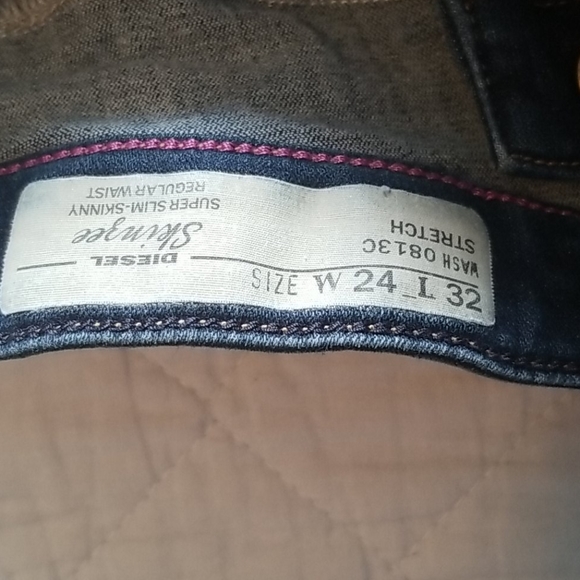 DIESEL
Skinzee
SUPER SLIM-SKINNY
REGULAR WAIST
WASH 0813C
STRETCH
SIZE W 24 L 32